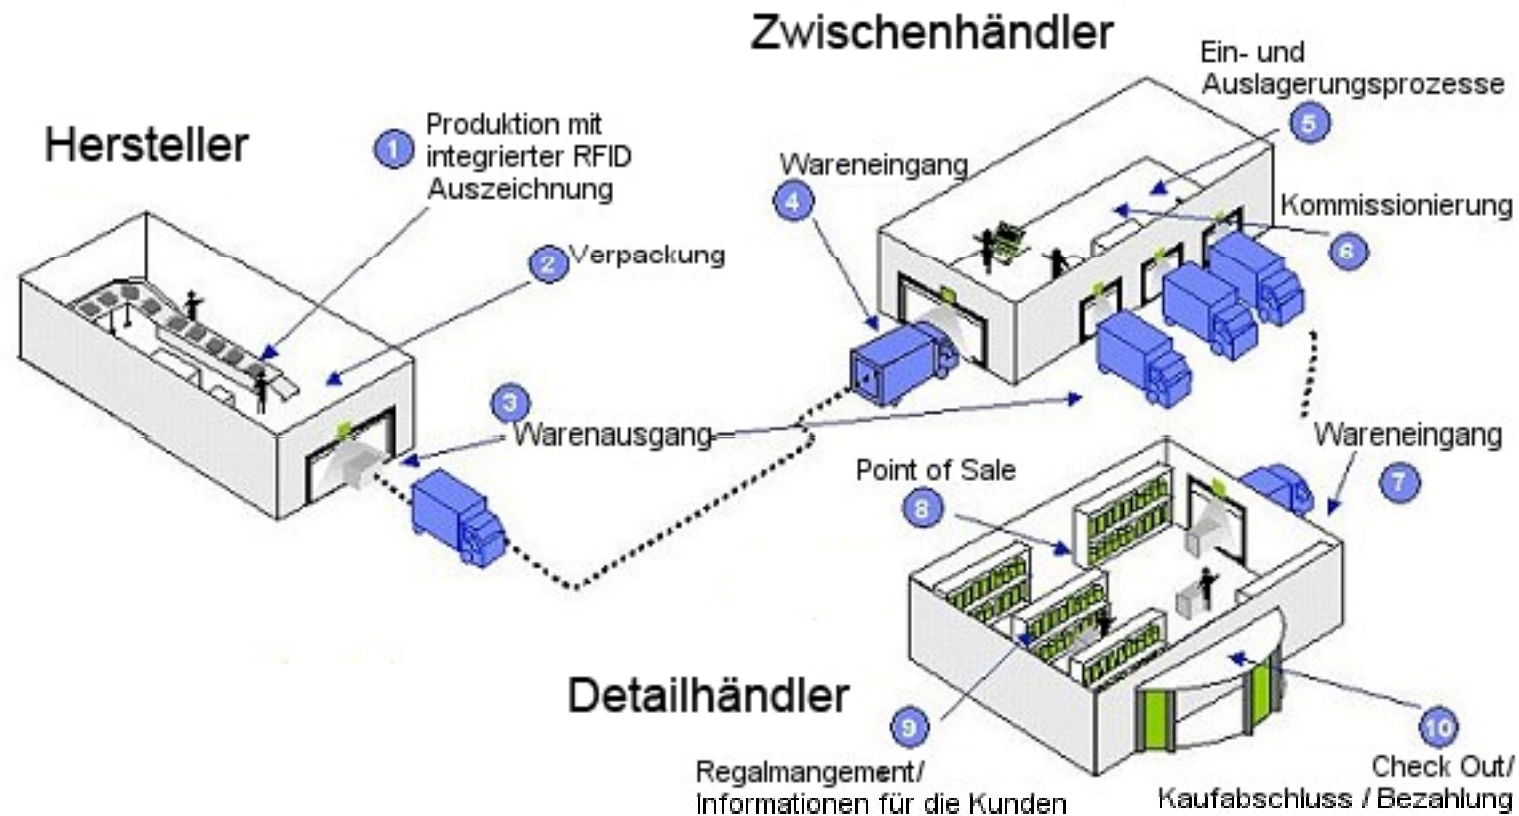 Zwischenhändler
Ein- und
Auslagerungsprozesse
5
Hersteller
1
Produktion mit
integrierter RFID
Auszeichnung
Wareneingang
4
Kommissionierung
6
2
Verpackung
3
Warenausgang
Wareneingang
7
Point of Sale
8
Detailhändler
9
Regalmangement/
Informationen für die Kunden
10
Check Out/
Kaufabschluss / Bezahlung